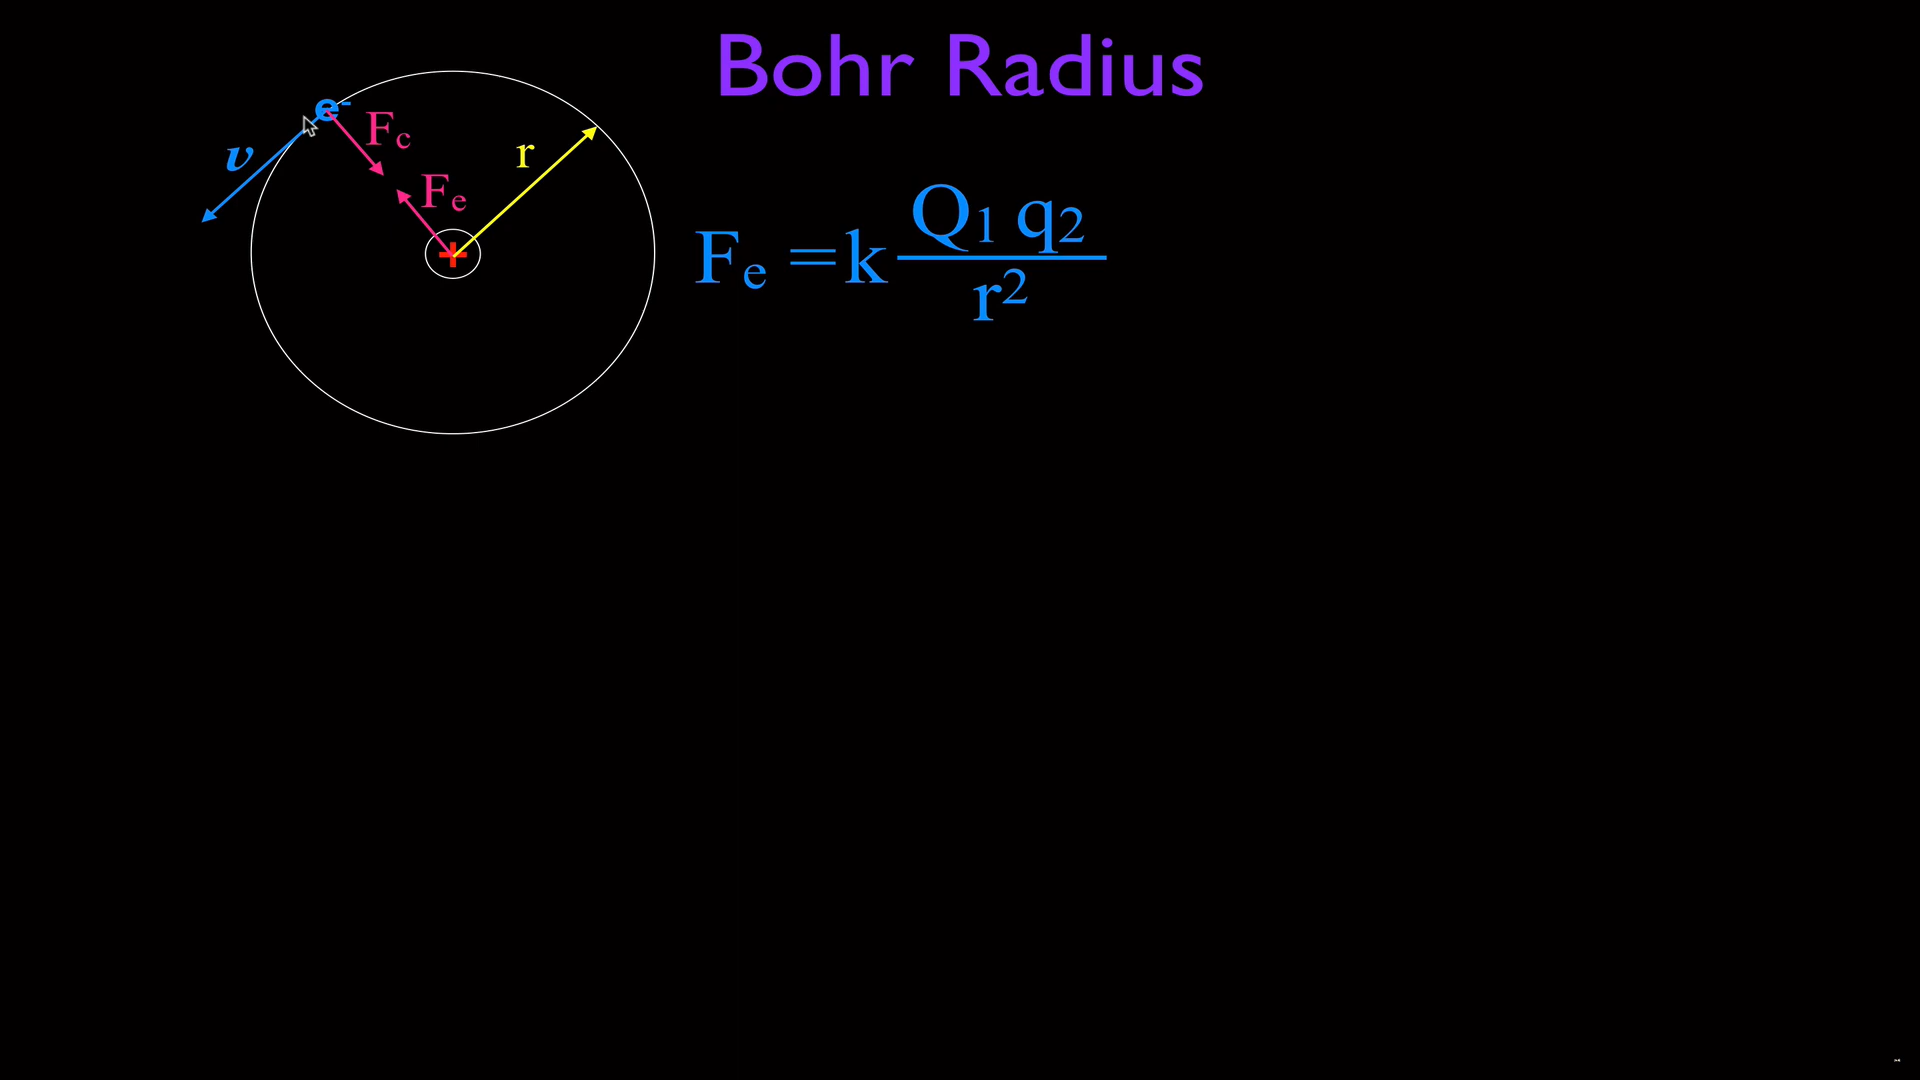 Bohr Radius
e-
Fc
v
r
Fe
+
Fe = k Q1 q2
r2